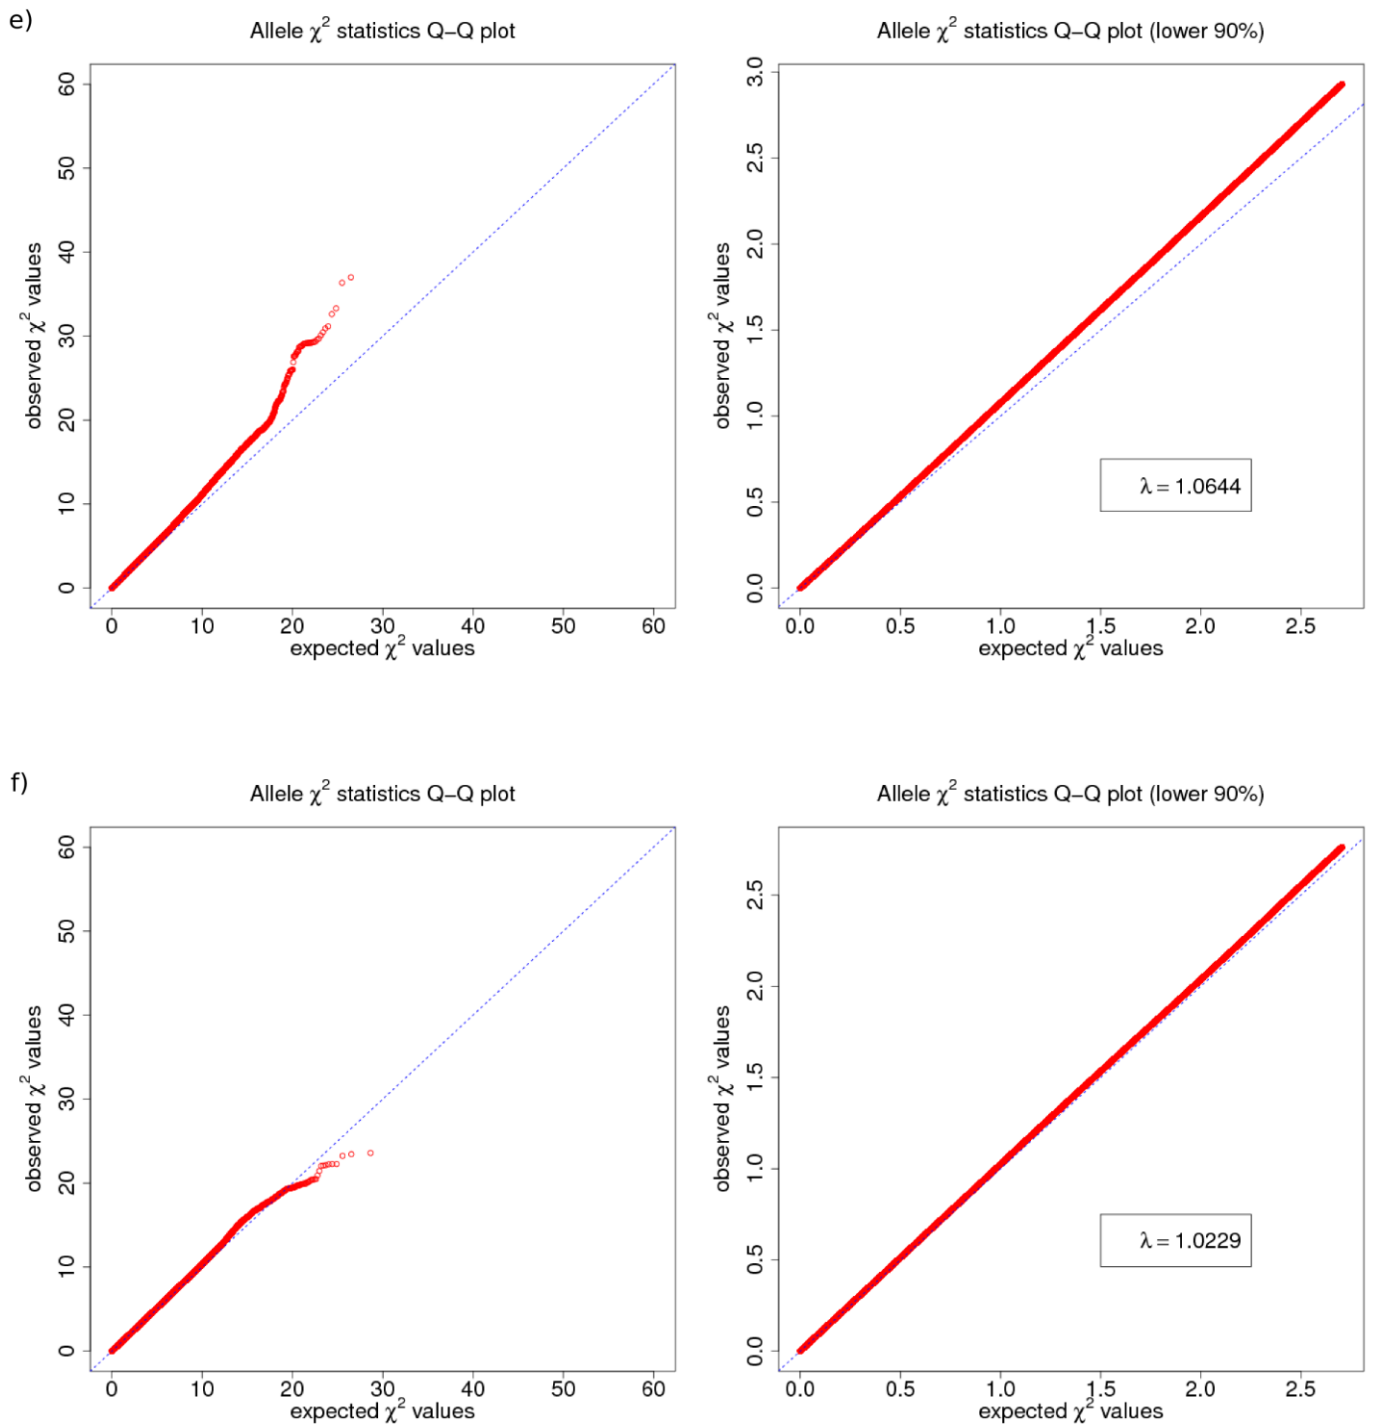 e)
Allele χ² statistics Q−Q plot
observed χ² values
60
50
40
30
20
10
0
0 10 20 30 40 50 60
expected χ² values
Allele χ² statistics Q−Q plot (lower 90%)
observed χ² values
3.0
2.5
2.0
1.5
1.0
0.5
0.0
λ = 1.0644
0.0 0.5 1.0 1.5 2.0 2.5
expected χ² values
f)
Allele χ² statistics Q−Q plot
observed χ² values
60
50
40
30
20
10
0
0 10 20 30 40 50 60
expected χ² values
Allele χ² statistics Q−Q plot (lower 90%)
observed χ² values
2.5
2.0
1.5
1.0
0.5
0.0
λ = 1.0229
0.0 0.5 1.0 1.5 2.0 2.5
expected χ² values